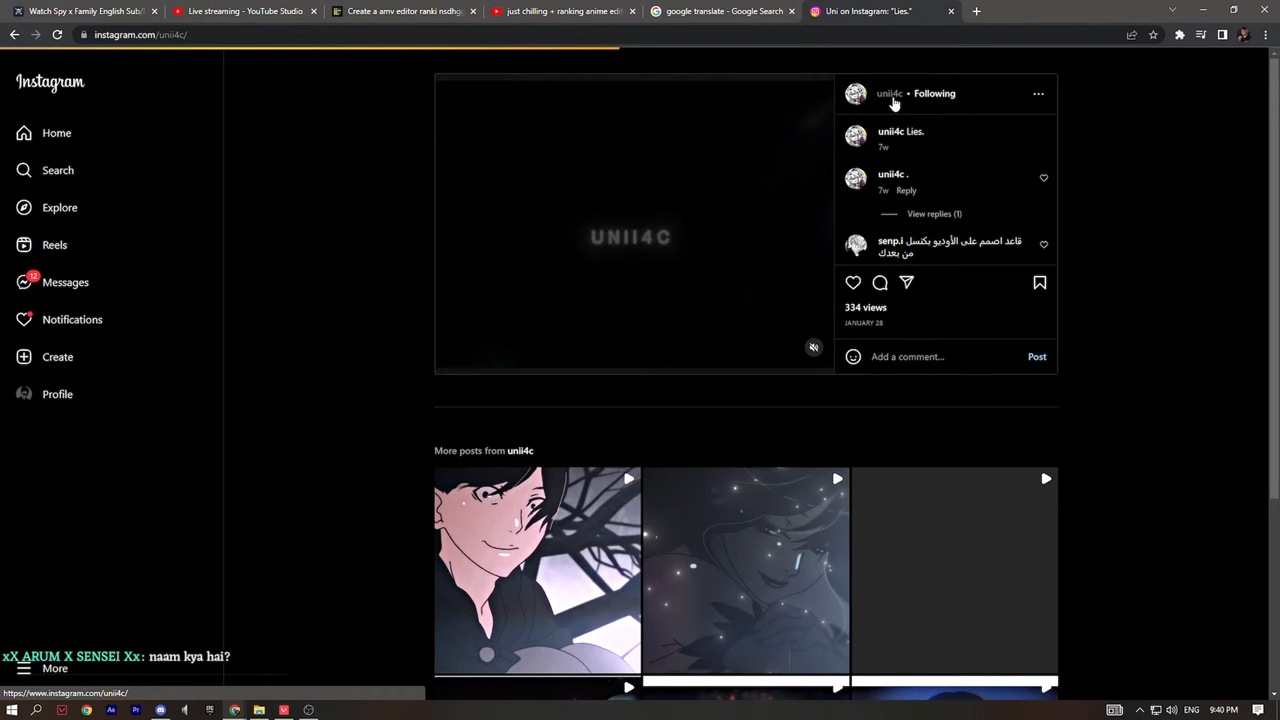 Watch Spy x Family English Sub/
Live streaming - YouTube Studio
Create a amv editor ranki nsdhg
just chilling + ranking anime edit
google translate - Google Search
Uni on Instagram: "Lies."
instagram.com/unii4c/
Instagram
Home
Search
Explore
Reels
12
Messages
Notifications
Create
Profile
More
UNII4C
unii4c • Following
unii4c Lies.
7w
unii4c .
7w Reply
View replies (1)
senp.i قاعد اصمم على الأوديو بكتسل
من بعدك
334 views
JANUARY 28
Add a comment...
Post
More posts from unii4c
xX ARUM X SENSEI Xx: naam kya hai?
https://www.instagram.com/unii4c/
Ae
Pr
ENG
9:40 PM